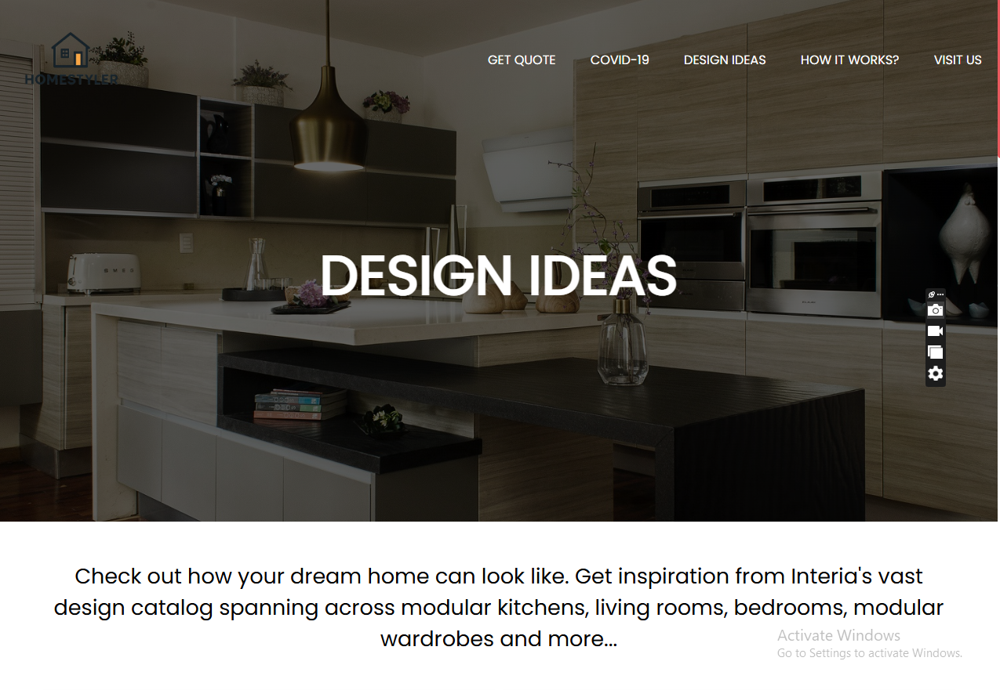 HOMESTYLER
GET QUOTE COVID-19 DESIGN IDEAS HOW IT WORKS? VISIT US
SMEG
DESIGN IDEAS
Check out how your dream home can look like. Get inspiration from Interia's vast
design catalog spanning across modular kitchens, living rooms, bedrooms, modular
wardrobes and more...
Activate Windows
Go to Settings to activate Windows.